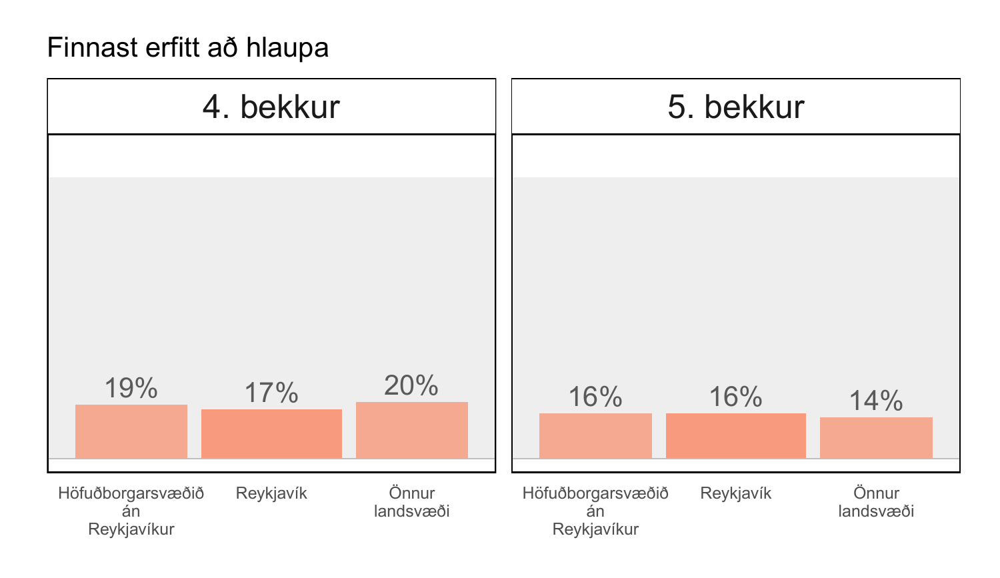 Finnast erfitt að hlaupa
4. bekkur
5. bekkur
19%
17%
20%
16%
16%
14%
Höfuðborgarsvæðið
án
Reykjavíkur
Reykjavík
Önnur
landsvæði
Höfuðborgarsvæðið
án
Reykjavíkur
Reykjavík
Önnur
landsvæði